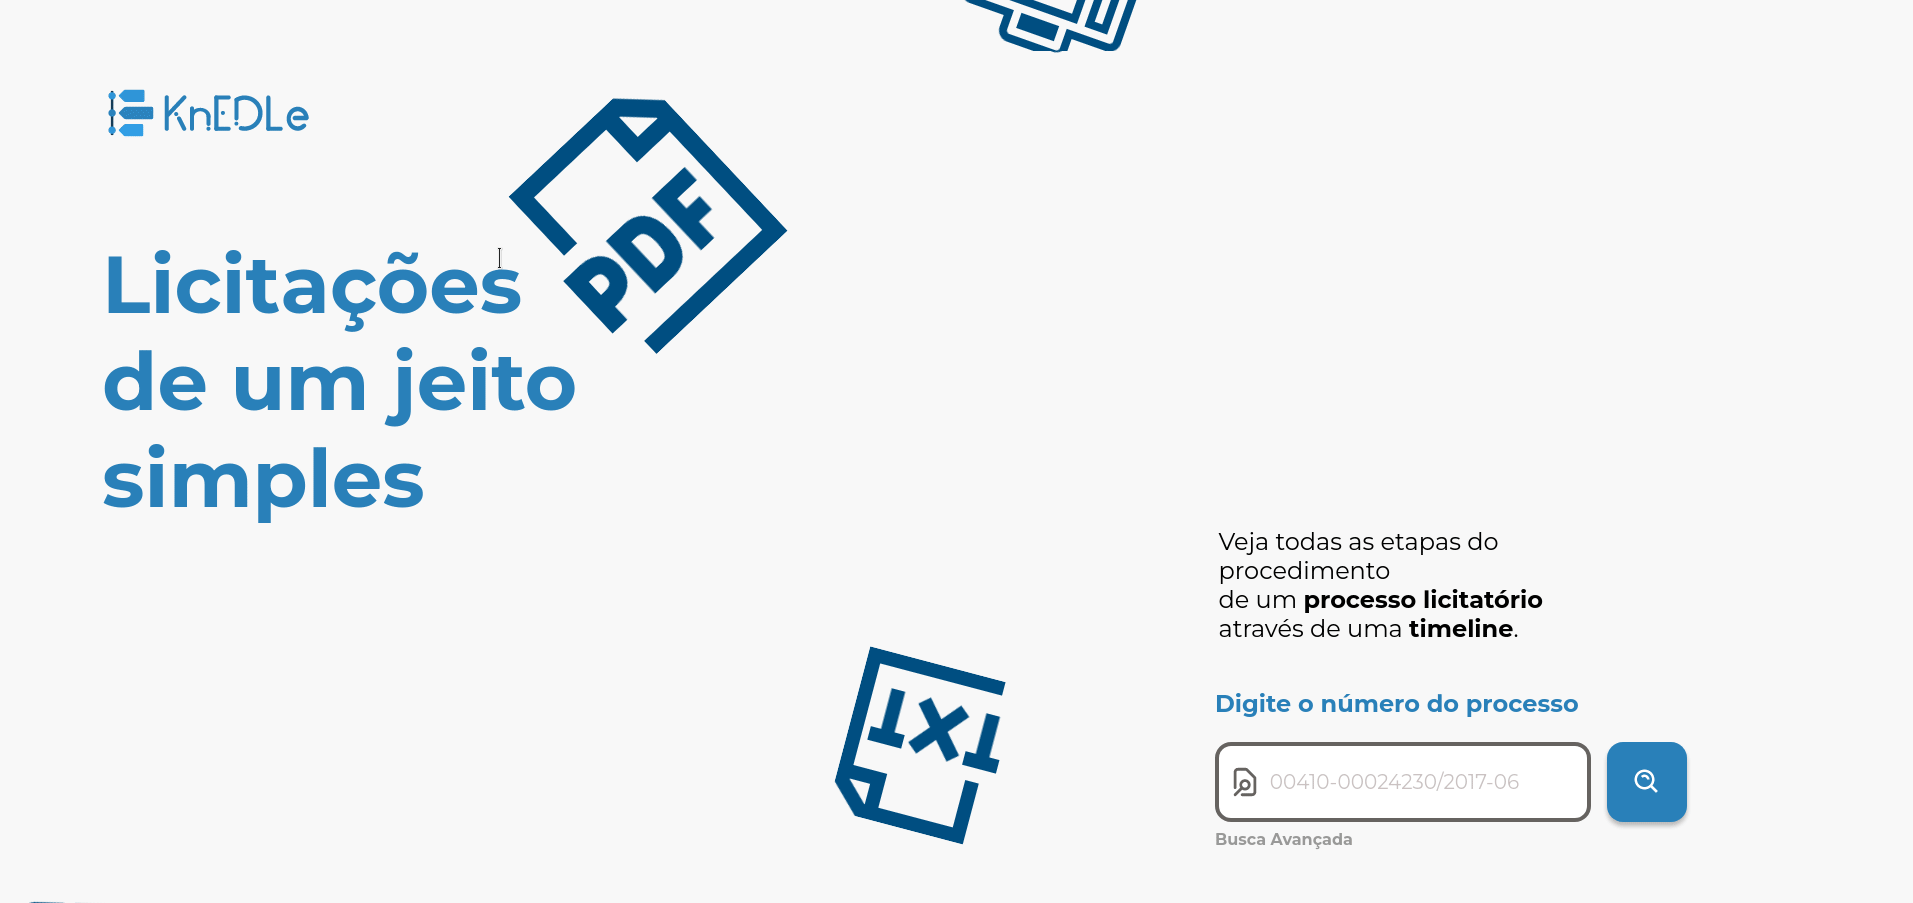 KnEDLe
PDF
Licitações
de um jeito
simples
TXT
Veja todas as etapas do
procedimento
de um processo licitatório
através de uma timeline.
Digite o número do processo
00410-00024230/2017-06
Busca Avançada